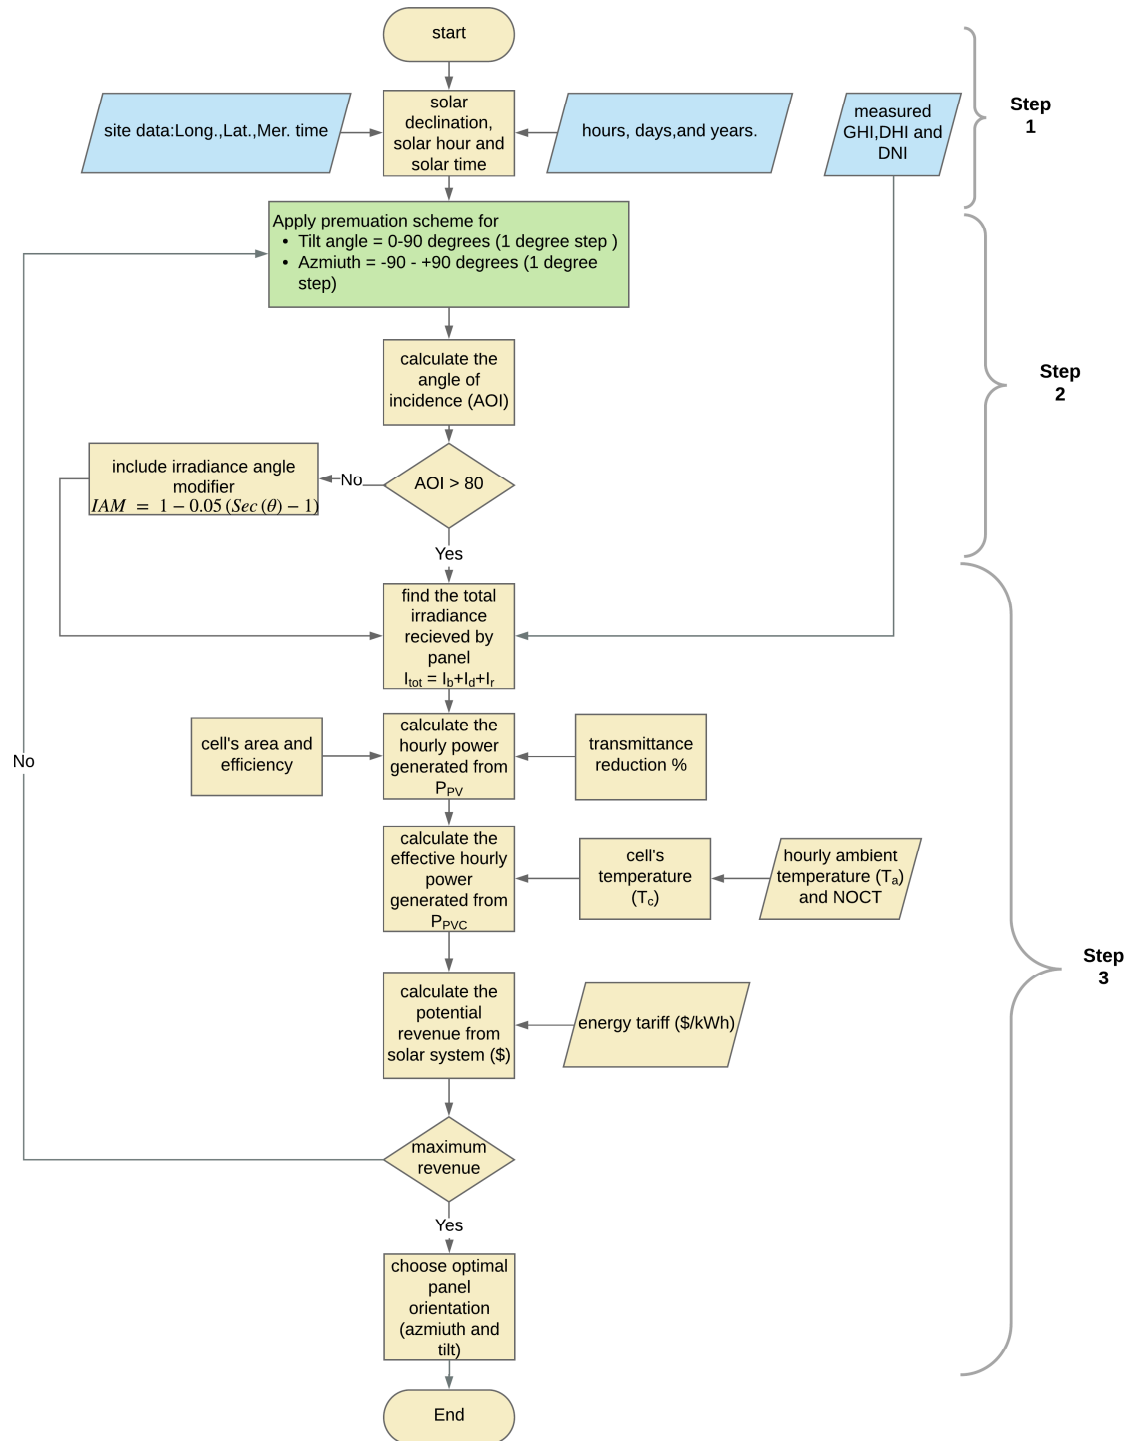 start
solar
declination,
solar hour and
solar time
site data:Long.,Lat.,Mer. time
hours, days,and years.
measured
GHI,DHI and
DNI
Step
1
Apply premuation scheme for
• Tilt angle = 0-90 degrees (1 degree step )
• Azmiuth = -90 - +90 degrees (1 degree
step)
calculate the
angle of
incidence (AOI)
Step
2
include irradiance angle
modifier
IAM = 1 − 0.05 (Sec (θ) − 1)
No
AOI > 80
Yes
find the total
irradiance
recieved by
panel
Itot = Ib+Id+Ir
cell's area and
efficiency
calculate the
hourly power
generated from
PPV
transmittance
reduction %
No
calculate the
effective hourly
power
generated from
PPVC
cell's
temperature
(Tc)
hourly ambient
temperature (Ta)
and NOCT
Step
3
calculate the
potential
revenue from
solar system ($)
energy tariff ($/kWh)
maximum
revenue
Yes
choose optimal
panel
orientation
(azmiuth and
tilt)
End